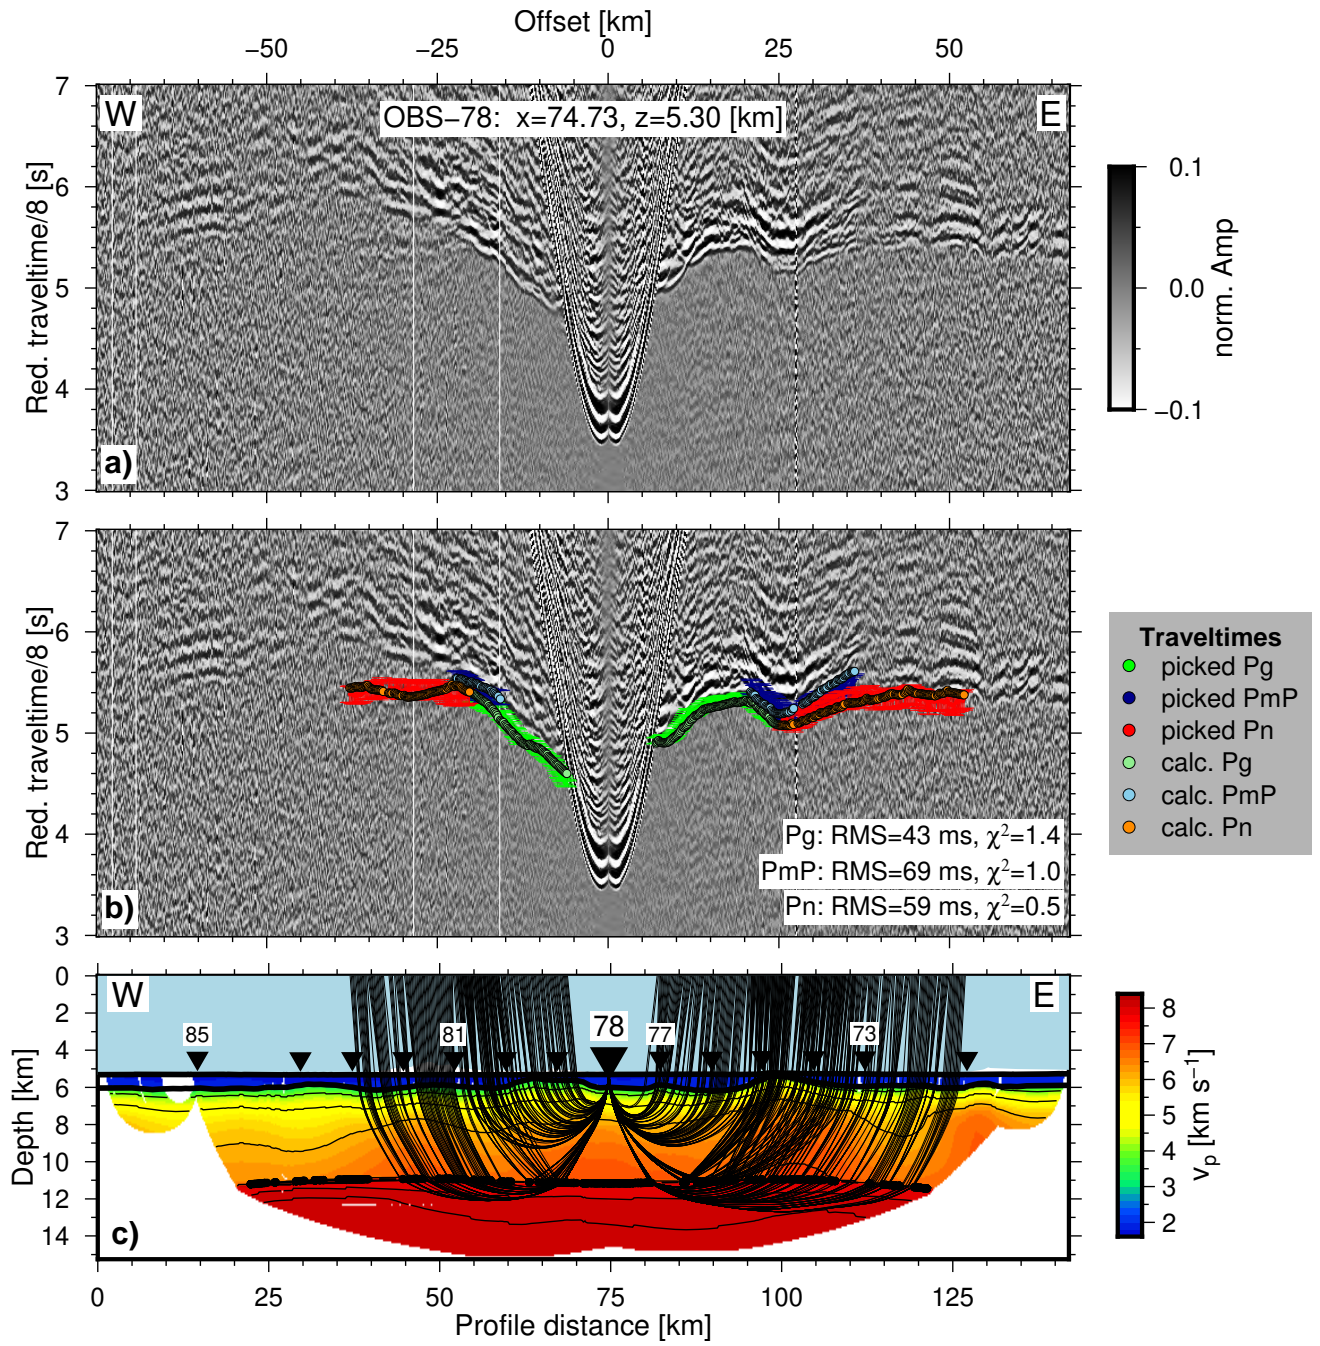 Offset [km]
−50 −25 0 25 50
7
W
OBS−78: x=74.73, z=5.30 [km]
E
6
5
4
3
Red. traveltime/8 [s]
a)
0.1
0.0
−0.1
norm. Amp
7
6
5
4
3
Red. traveltime/8 [s]
b)
Pg: RMS=43 ms, χ²=1.4
PmP: RMS=69 ms, χ²=1.0
Pn: RMS=59 ms, χ²=0.5
Traveltimes
picked Pg
picked PmP
picked Pn
calc. Pg
calc. PmP
calc. Pn
0
2
4
6
8
10
12
14
Depth [km]
W
E
85 81 78 77 73
c)
8
7
6
5
4
3
2
vp [km s⁻¹]
0 25 50 75 100 125
Profile distance [km]